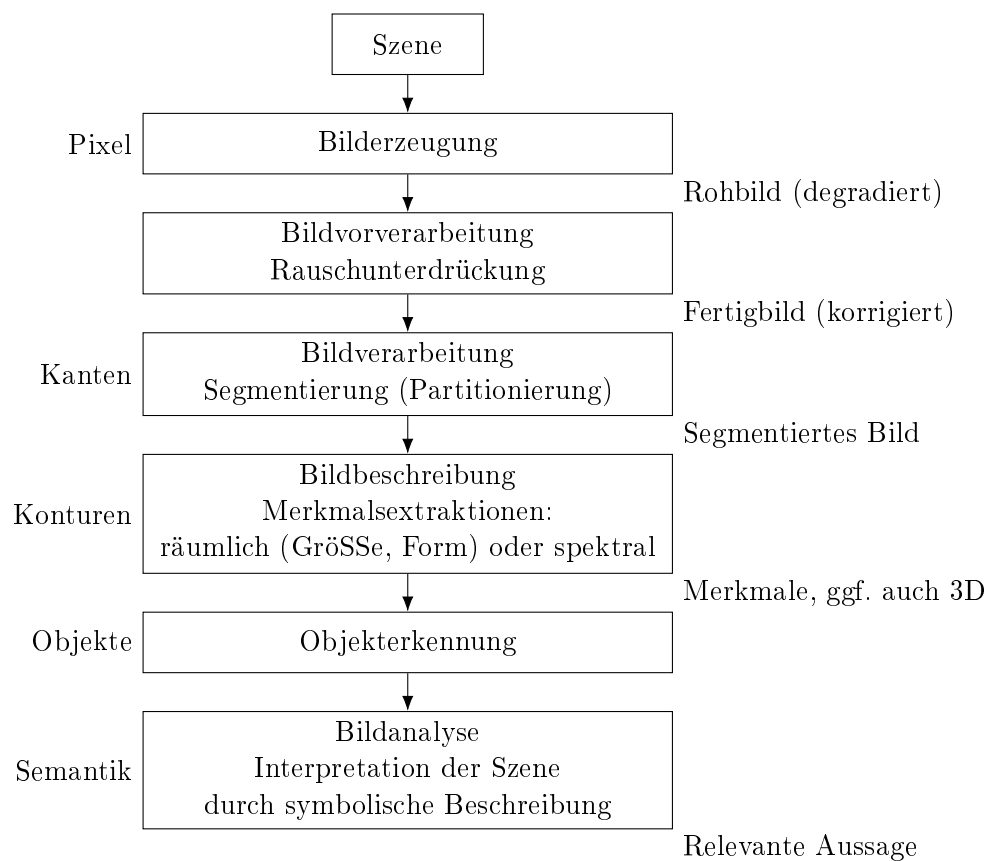 Szene
Pixel
Bilderzeugung
Rohbild (degradiert)
Bildvorverarbeitung
Rauschunterdrückung
Fertigbild (korrigiert)
Kanten
Bildverarbeitung
Segmentierung (Partitionierung)
Segmentiertes Bild
Konturen
Bildbeschreibung
Merkmalsextraktionen:
räumlich (GröSSe, Form) oder spektral
Merkmale, ggf. auch 3D
Objekte
Objekterkennung
Semantik
Bildanalyse
Interpretation der Szene
durch symbolische Beschreibung
Relevante Aussage